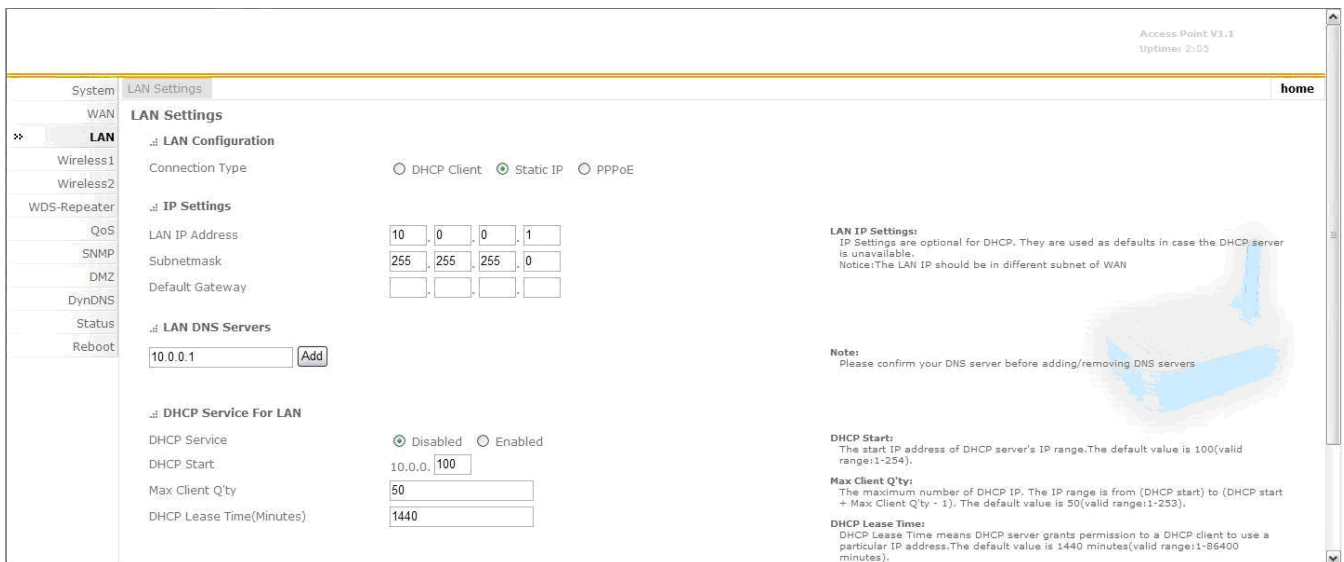 Access Point V1.1
Uptime: 2:05
System
WAN
» LAN
Wireless1
Wireless2
WDS-Repeater
QoS
SNMP
DMZ
DynDNS
Status
Reboot
LAN Settings
home
LAN Settings
.:: LAN Configuration
Connection Type
DHCP Client Static IP PPPoE
.:: IP Settings
LAN IP Address 10 . 0 . 0 . 1
Subnetmask 255 . 255 . 255 . 0
Default Gateway . . .
LAN IP Settings:
IP Settings are optional for DHCP. They are used as defaults in case the DHCP server
is unavailable.
Notice:The LAN IP should be in different subnet of WAN
.:: LAN DNS Servers
10.0.0.1 Add
Note:
Please confirm your DNS server before adding/removing DNS servers
.:: DHCP Service For LAN
DHCP Service Disabled Enabled
DHCP Start 10.0.0. 100
Max Client Q'ty 50
DHCP Lease Time(Minutes) 1440
DHCP Start:
The start IP address of DHCP server's IP range.The default value is 100(valid
range:1-254).
Max Client Q'ty:
The maximum number of DHCP IP. The IP range is from (DHCP start) to (DHCP start
+ Max Client Q'ty - 1). The default value is 50(valid range:1-253).
DHCP Lease Time:
DHCP Lease Time means DHCP server grants permission to a DHCP client to use a
particular IP address.The default value is 1440 minutes(valid range:1-86400
minutes).